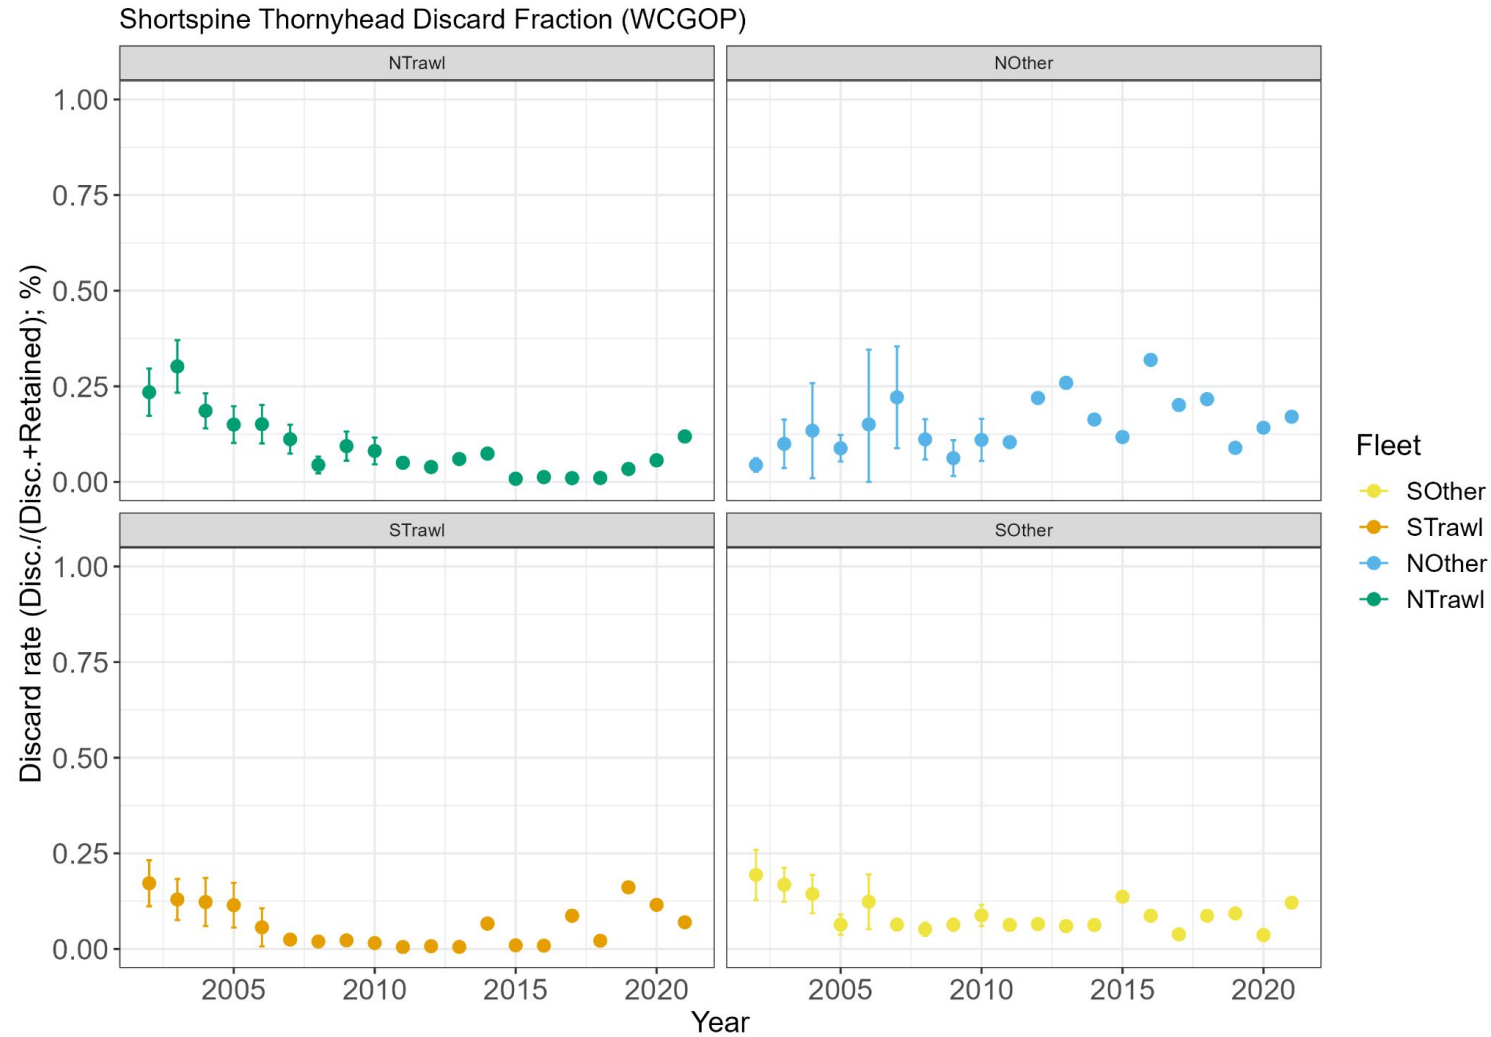 Shortspine Thornyhead Discard Fraction (WCGOP)
NTrawl
NOther
1.00
0.75
0.50
0.25
0.00
STrawl
SOther
1.00
0.75
0.50
0.25
0.00
Discard rate (Disc./(Disc.+Retained); %)
2005 2010 2015 2020
2005 2010 2015 2020
Year
Fleet
SOther
STrawl
NOther
NTrawl